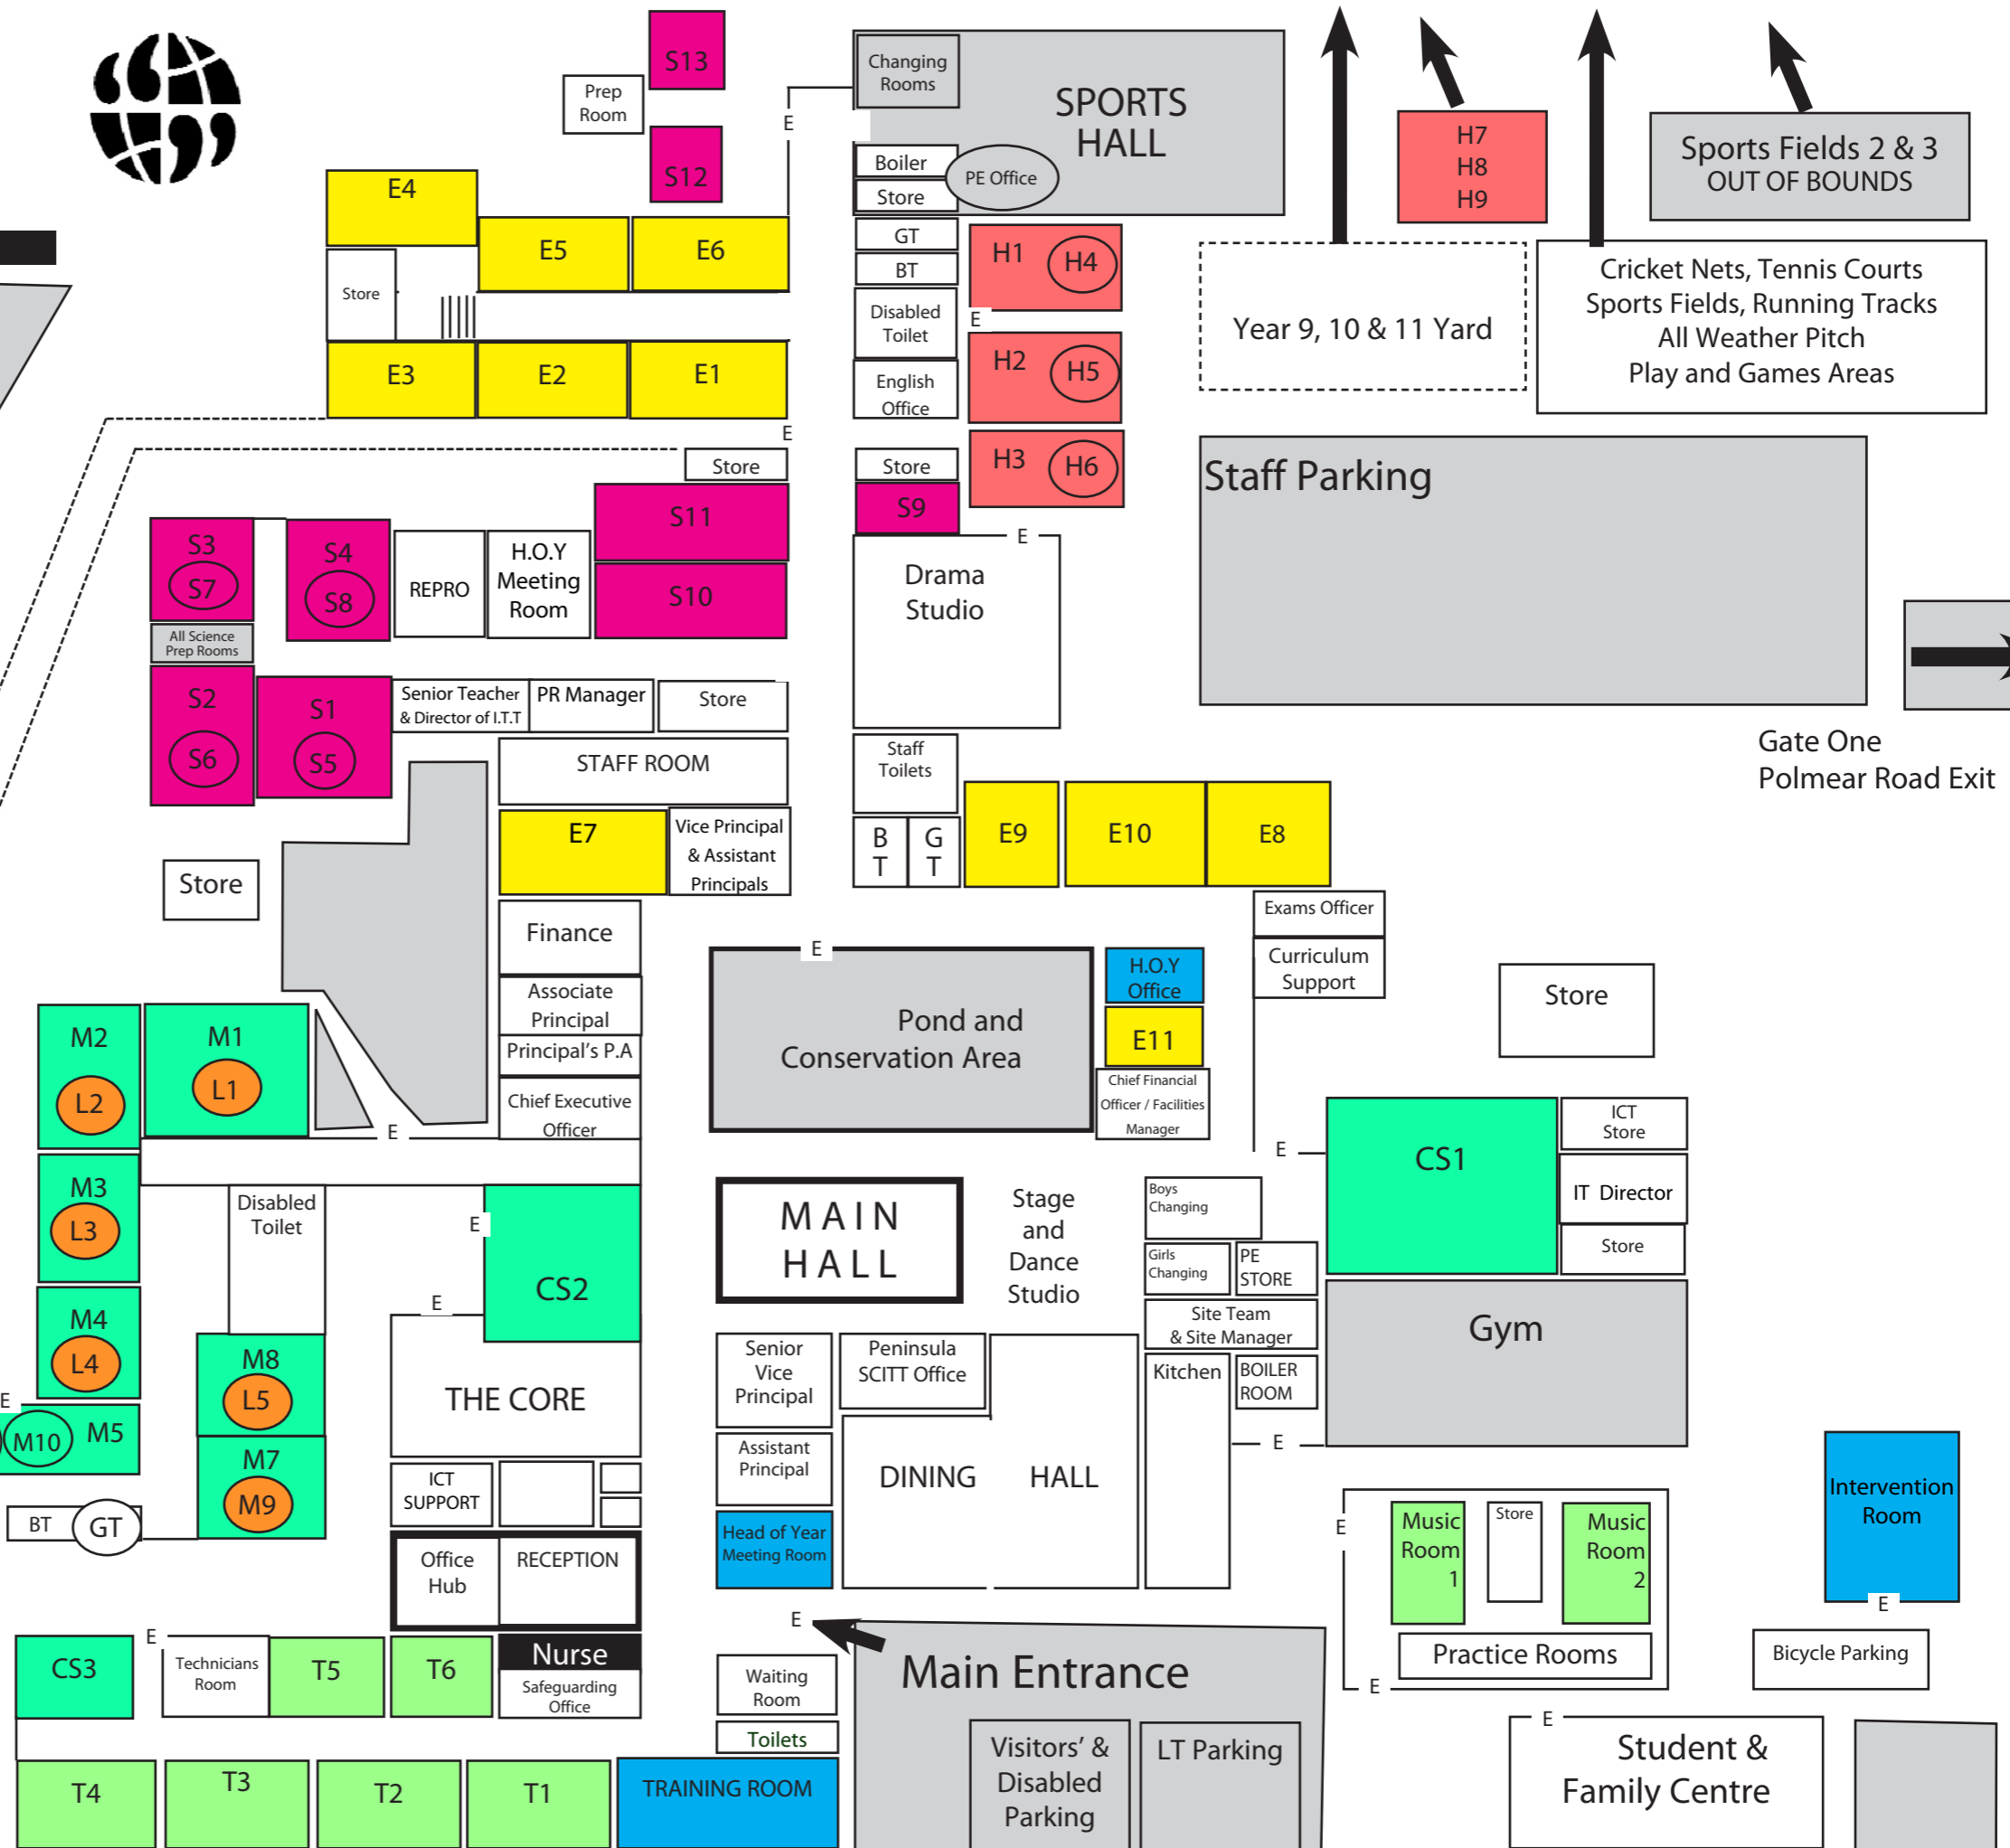 S13
Prep
Room
S12
E
Changing
Rooms
SPORTS
HALL
Boiler
Store
PE Office
H7
H8
H9
Sports Fields 2 & 3
OUT OF BOUNDS
E4
E5
E6
Store
GT
BT
Disabled
Toilet
English
Office
H1
H4
E
H2
H5
H3
H6
Year 9, 10 & 11 Yard
Cricket Nets, Tennis Courts
Sports Fields, Running Tracks
All Weather Pitch
Play and Games Areas
E3
E2
E1
E
Store
Store
S11
S9
Staff Parking
S3
S7
S4
S8
REPRO
H.O.Y
Meeting
Room
S10
E
Drama
Studio
All Science
Prep Rooms
S2
S6
S1
S5
Senior Teacher
& Director of I.T.T
PR Manager
Store
STAFF ROOM
Staff
Toilets
Gate One
Polmear Road Exit
E7
Vice Principal
& Assistant
Principals
B
T
G
T
E9
E10
E8
Store
Finance
Exams Officer
Curriculum
Support
E
Pond and
Conservation Area
H.O.Y
Office
E11
Chief Financial
Officer / Facilities
Manager
Store
Associate
Principal
Principal's P.A
Chief Executive
Officer
M2
L2
M1
L1
E
E
CS1
ICT
Store
IT Director
Store
M3
L3
Disabled
Toilet
E
CS2
MAIN
HALL
Stage
and
Dance
Studio
Boys
Changing
Girls
Changing
PE
STORE
Site Team
& Site Manager
Gym
M4
L4
E
M8
L5
THE CORE
Senior
Vice
Principal
Peninsula
SCITT Office
Kitchen
BOILER
ROOM
E
E
M10
M5
M7
M9
ICT
SUPPORT
Assistant
Principal
DINING
HALL
Intervention
Room
E
BT
GT
Head of Year
Meeting Room
E
Music
Room
1
Store
Music
Room
2
Practice Rooms
E
Office
Hub
RECEPTION
E
Main Entrance
Bicycle Parking
CS3
E
Technicians
Room
T5
T6
Nurse
Safeguarding
Office
Waiting
Room
Toilets
Visitors' &
Disabled
Parking
LT Parking
E
Student &
Family Centre
T4
T3
T2
T1
TRAINING ROOM